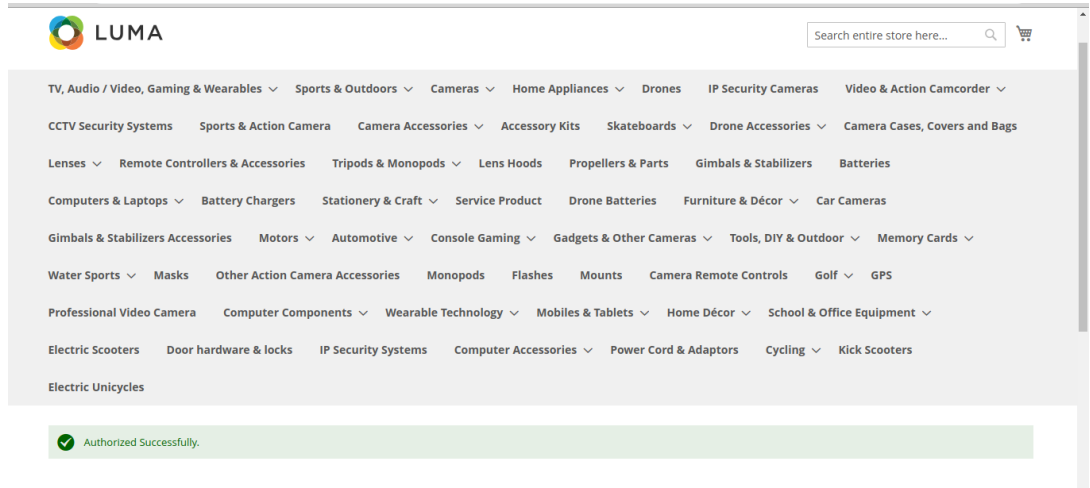 LUMA
Search entire store here...
TV, Audio / Video, Gaming & Wearables Sports & Outdoors Cameras Home Appliances Drones IP Security Cameras Video & Action Camcorder
CCTV Security Systems Sports & Action Camera Camera Accessories Accessory Kits Skateboards Drone Accessories Camera Cases, Covers and Bags
Lenses Remote Controllers & Accessories Tripods & Monopods Lens Hoods Propellers & Parts Gimbals & Stabilizers Batteries
Computers & Laptops Battery Chargers Stationery & Craft Service Product Drone Batteries Furniture & Décor Car Cameras
Gimbals & Stabilizers Accessories Motors Automotive Console Gaming Gadgets & Other Cameras Tools, DIY & Outdoor Memory Cards
Water Sports Masks Other Action Camera Accessories Monopods Flashes Mounts Camera Remote Controls Golf GPS
Professional Video Camera Computer Components Wearable Technology Mobiles & Tablets Home Décor School & Office Equipment
Electric Scooters Door hardware & locks IP Security Systems Computer Accessories Power Cord & Adaptors Cycling Kick Scooters
Electric Unicycles
Authorized Successfully.